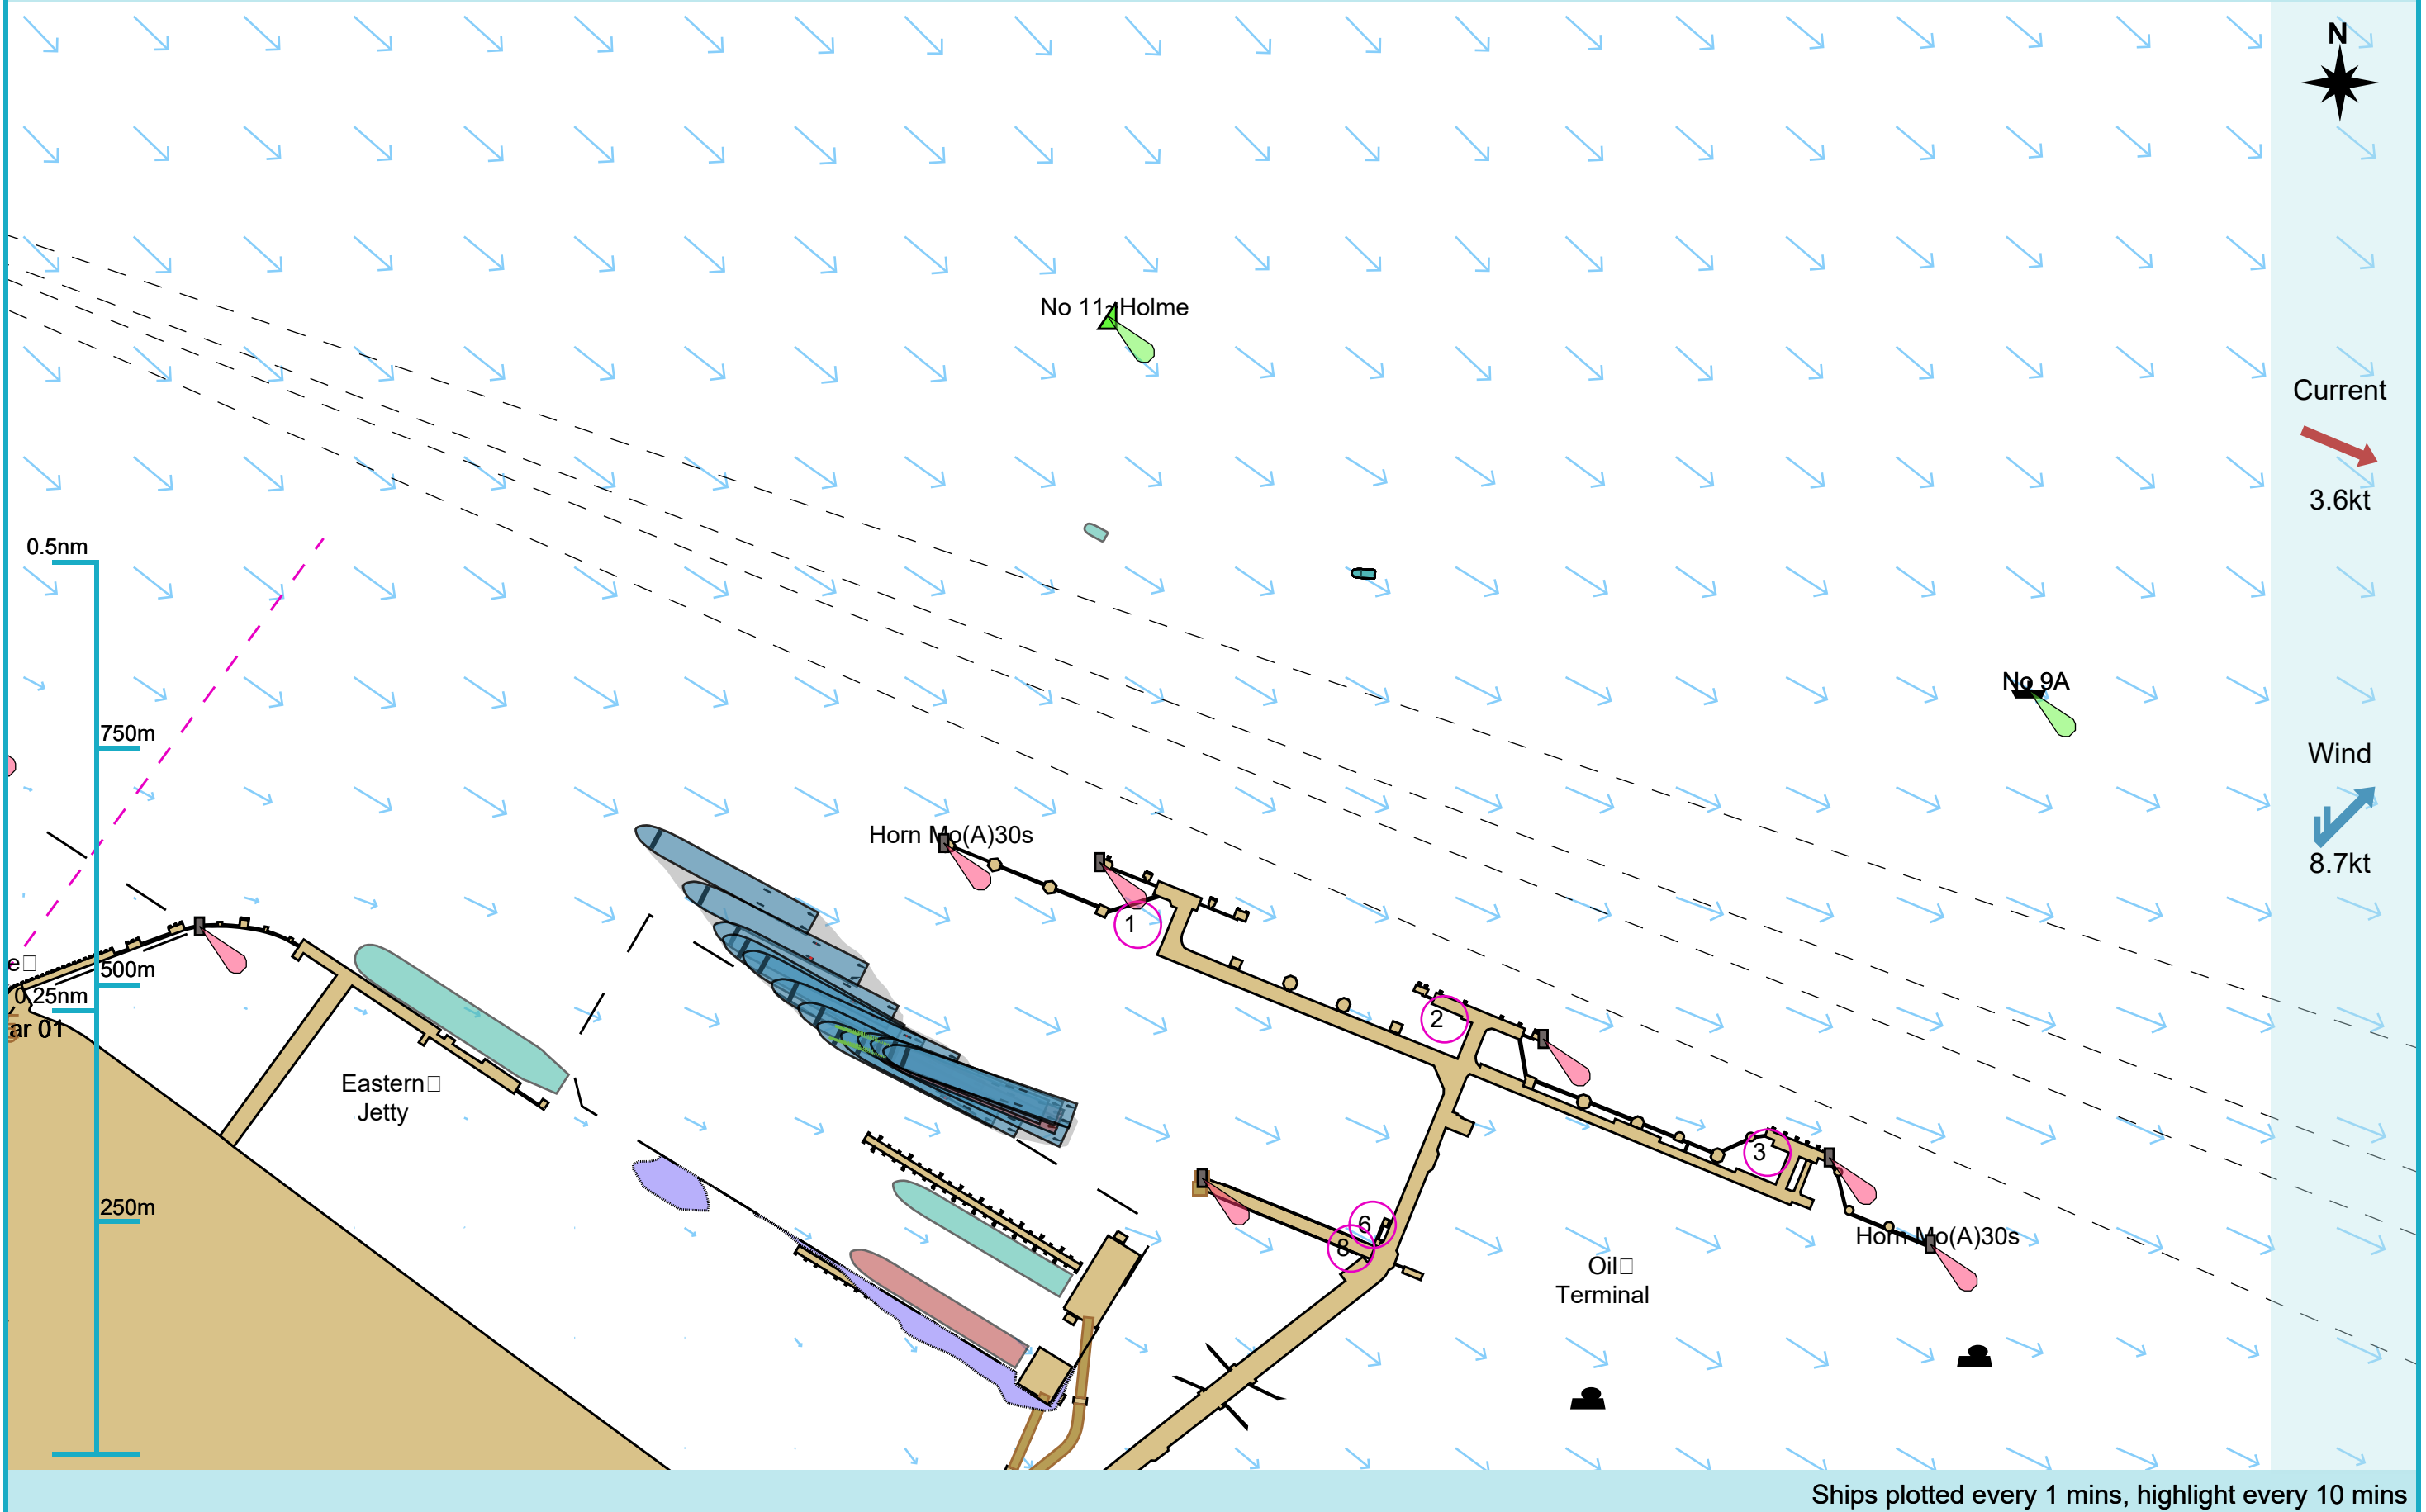 N
No 11 Holme
Current
3.6kt
0.5nm
No 9A
750m
Wind
8.7kt
Horn Mo(A)30s
1
e
500m
0.25nm
2
ar 01
Eastern
Jetty
3
250m
6
8
Horn Mo(A)30s
Oil
Terminal
Ships plotted every 1 mins, highlight every 10 mins